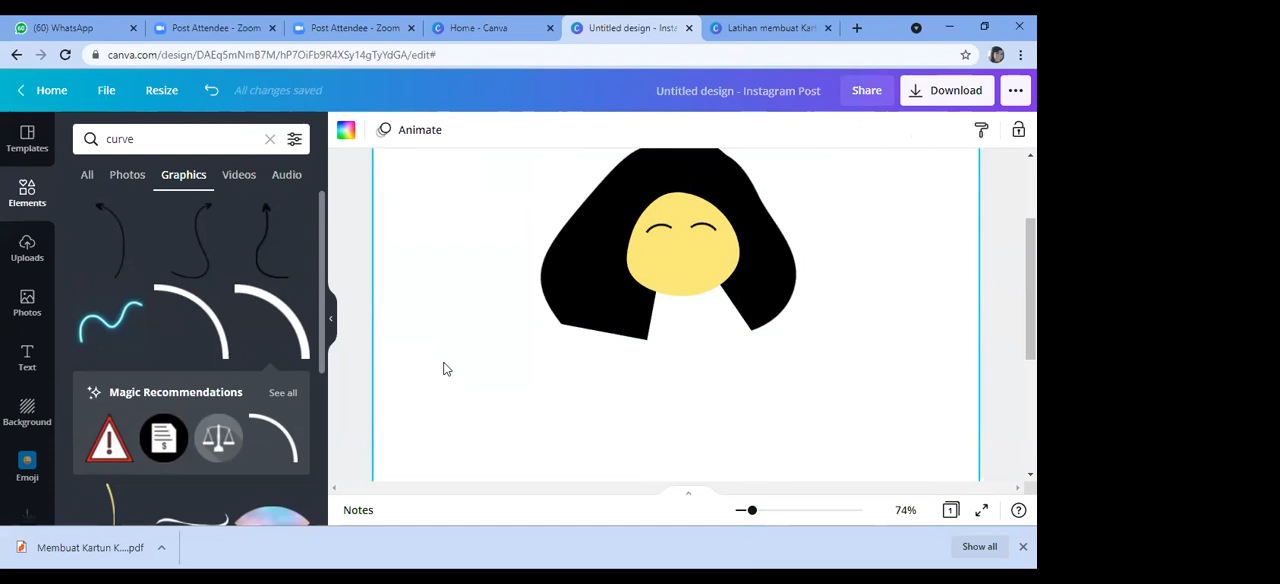 (60) WhatsApp
Post Attendee - Zoom
Post Attendee - Zoom
Home - Canva
Untitled design - Insta
Latihan membuat Kart
canva.com/design/DAEq5mNmB7M/hP7OiFb9R4XSy14gTyYdGA/edit#
Home File Resize All changes saved Untitled design - Instagram Post Share Download
Templates
Elements
Uploads
Photos
Text
Background
Emoji
curve
All Photos Graphics Videos Audio
Magic Recommendations See all
Animate
Notes 74% 1
Membuat Kartun K....pdf Show all